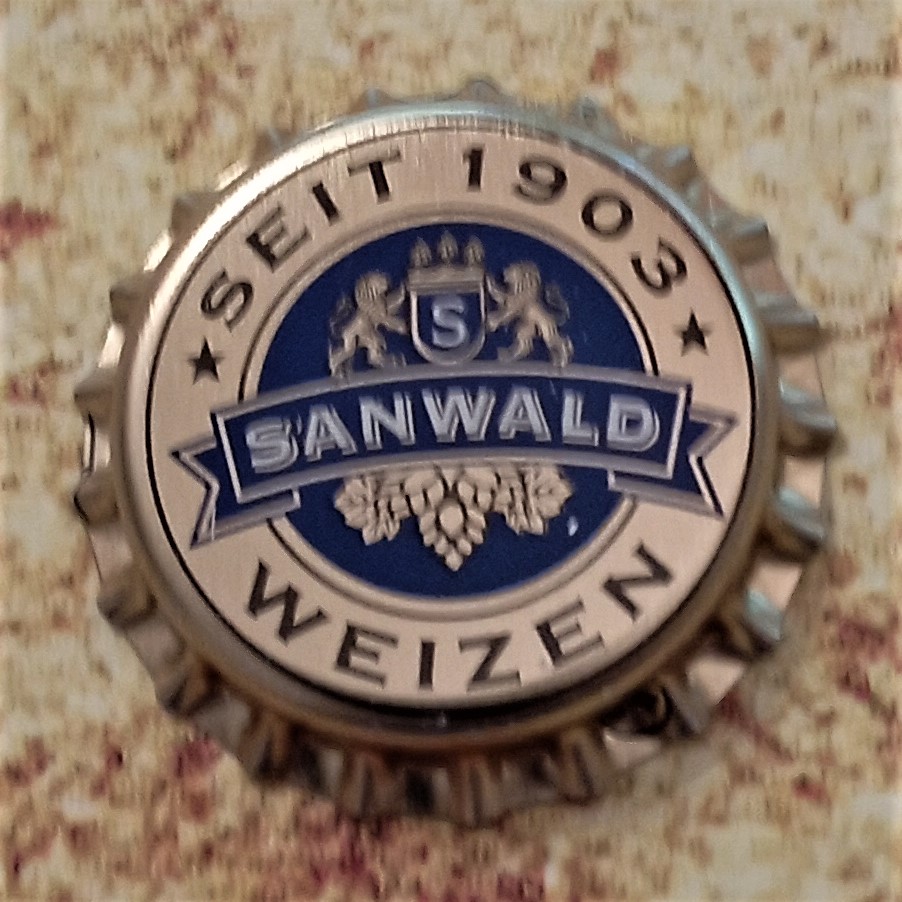 SEIT 1903
S
SANWALD
WEIZEN